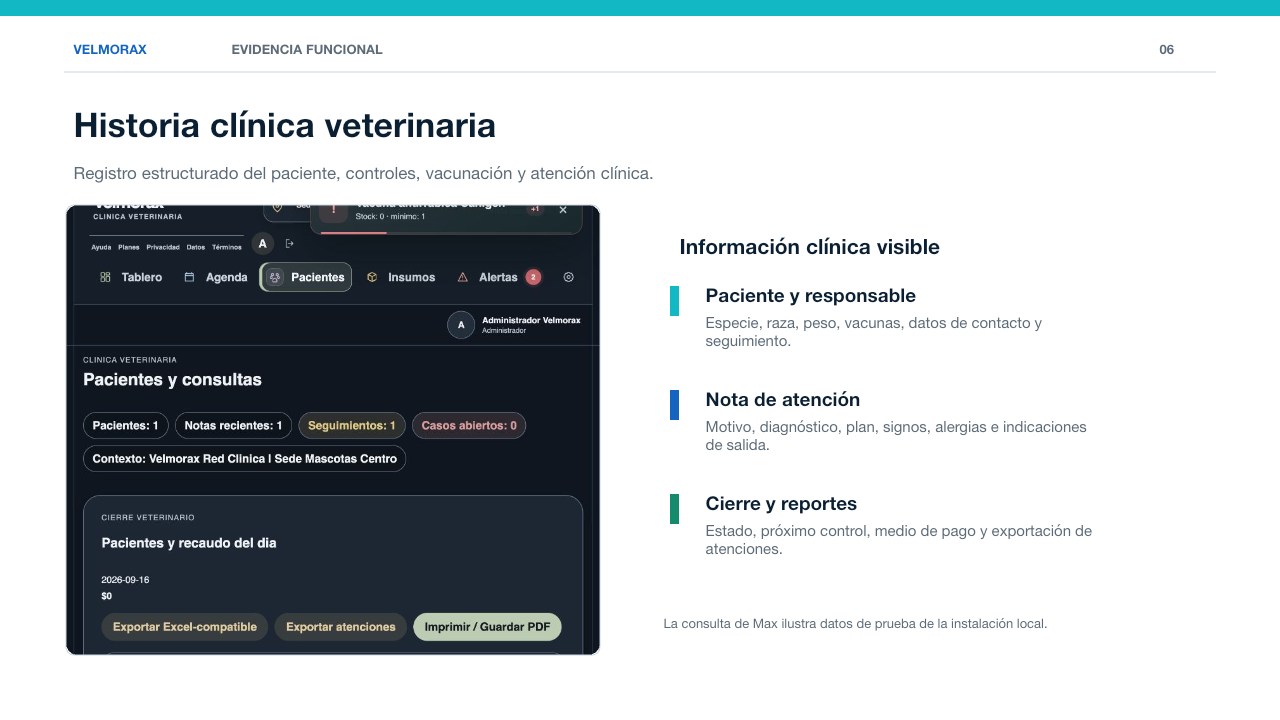 VELMORAX
EVIDENCIA FUNCIONAL
06
Historia clínica veterinaria
Registro estructurado del paciente, controles, vacunación y atención clínica.
CLINICA VETERINARIA
Stock: 0 · minimo: 1
+1
Ayuda Planes Privacidad Datos Términos
A
Tablero Agenda Pacientes Insumos Alertas 2
A
Administrador Velmorax
Administrador
CLINICA VETERINARIA
Pacientes y consultas
Pacientes: 1 Notas recientes: 1 Seguimientos: 1 Casos abiertos: 0
Contexto: Velmorax Red Clinica | Sede Mascotas Centro
CIERRE VETERINARIO
Pacientes y recaudo del dia
2026-09-16
$0
Exportar Excel-compatible Exportar atenciones Imprimir / Guardar PDF
Información clínica visible
Paciente y responsable
Especie, raza, peso, vacunas, datos de contacto y
seguimiento.
Nota de atención
Motivo, diagnóstico, plan, signos, alergias e indicaciones
de salida.
Cierre y reportes
Estado, próximo control, medio de pago y exportación de
atenciones.
La consulta de Max ilustra datos de prueba de la instalación local.